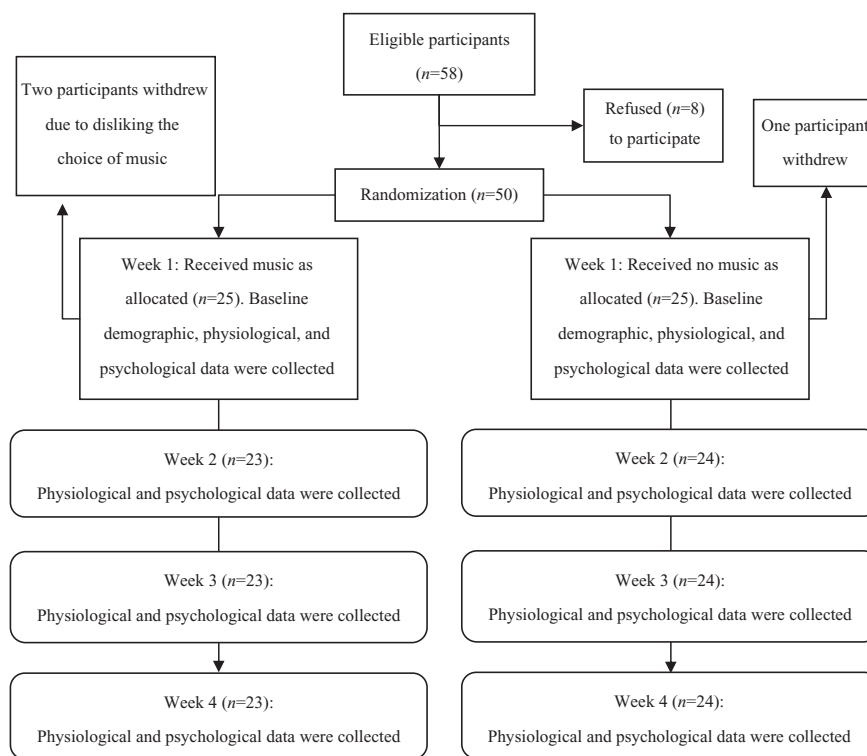 Eligible participants
(n=58)
Two participants withdrew
due to disliking the
choice of music
Refused (n=8)
to participate
One participant
withdrew
Randomization (n=50)
Week 1: Received music as
allocated (n=25). Baseline
demographic, physiological, and
psychological data were collected
Week 1: Received no music as
allocated (n=25). Baseline
demographic, physiological, and
psychological data were collected
Week 2 (n=23):
Physiological and psychological data were collected
Week 2 (n=24):
Physiological and psychological data were collected
Week 3 (n=23):
Physiological and psychological data were collected
Week 3 (n=24):
Physiological and psychological data were collected
Week 4 (n=23):
Physiological and psychological data were collected
Week 4 (n=24):
Physiological and psychological data were collected